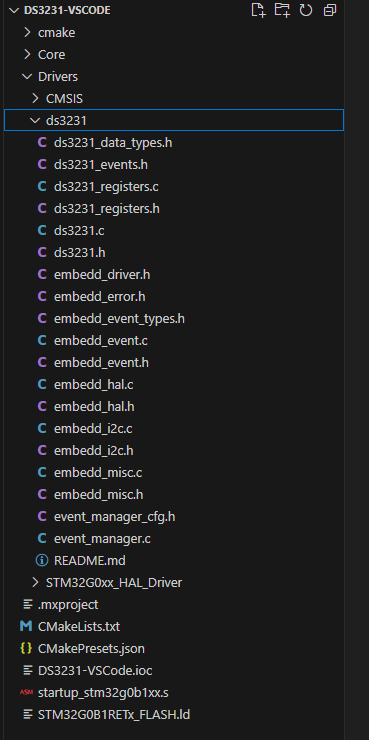 DS3231-VSCODE
cmake
Core
Drivers
CMSIS
ds3231
C ds3231_data_types.h
C ds3231_events.h
C ds3231_registers.c
C ds3231_registers.h
C ds3231.c
C ds3231.h
C embedd_driver.h
C embedd_error.h
C embedd_event_types.h
C embedd_event.c
C embedd_event.h
C embedd_hal.c
C embedd_hal.h
C embedd_i2c.c
C embedd_i2c.h
C embedd_misc.c
C embedd_misc.h
C event_manager_cfg.h
C event_manager.c
README.md
STM32G0xx_HAL_Driver
.mxproject
M CMakeLists.txt
{} CMakePresets.json
DS3231-VSCode.ioc
ASM startup_stm32g0b1xx.s
STM32G0B1RETx_FLASH.ld